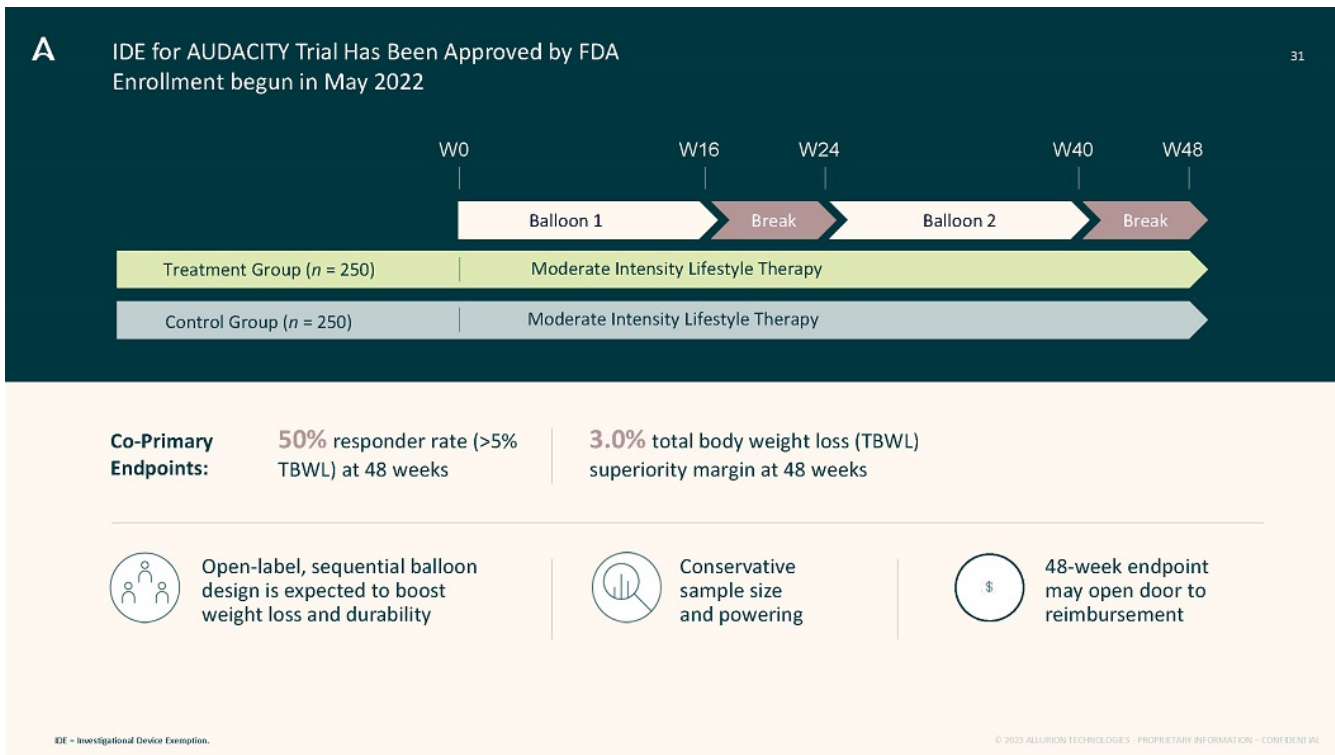 IDE for AUDACITY Trial Has Been Approved by FDA
Enrollment begun in May 2022
31
W0
W16
W24
W40
W48
Balloon 1
Break
Balloon 2
Break
Treatment Group (n = 250)
Moderate Intensity Lifestyle Therapy
Control Group (n = 250)
Moderate Intensity Lifestyle Therapy
Co-Primary
Endpoints:
50% responder rate (>5%
TBWL) at 48 weeks
3.0% total body weight loss (TBWL)
superiority margin at 48 weeks
Open-label, sequential balloon
design is expected to boost
weight loss and durability
Conservative
sample size
and powering
$
48-week endpoint
may open door to
reimbursement
IDE = Investigational Device Exemption.
© 2023 ALLURION TECHNOLOGIES - PROPRIETARY INFORMATION – CONFIDENTIAL